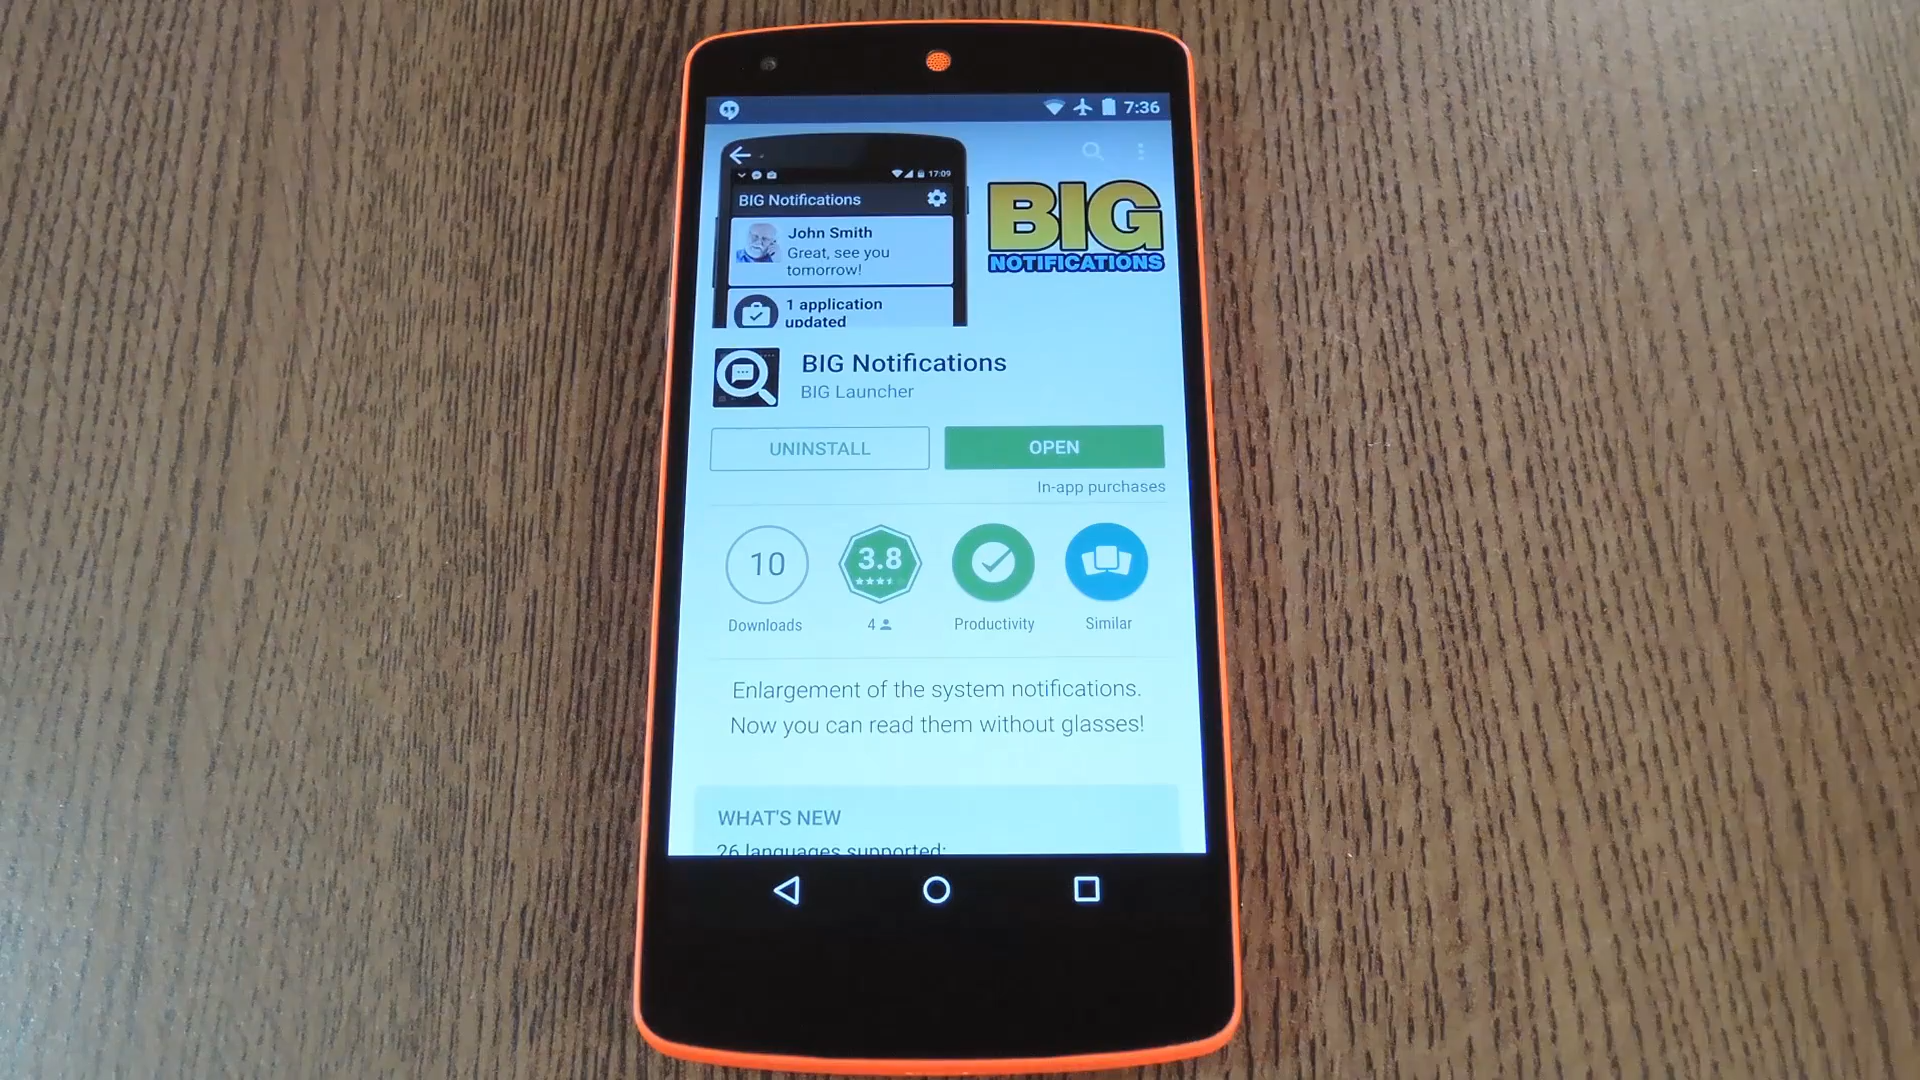 7:36
17:09
BIG Notifications
John Smith
Great, see you
tomorrow!
1 application
updated
BIG
NOTIFICATIONS
BIG Notifications
BIG Launcher
UNINSTALL
OPEN
In-app purchases
10
3.8
Downloads
4
Productivity
Similar
Enlargement of the system notifications.
Now you can read them without glasses!
WHAT'S NEW
26 languages supported: